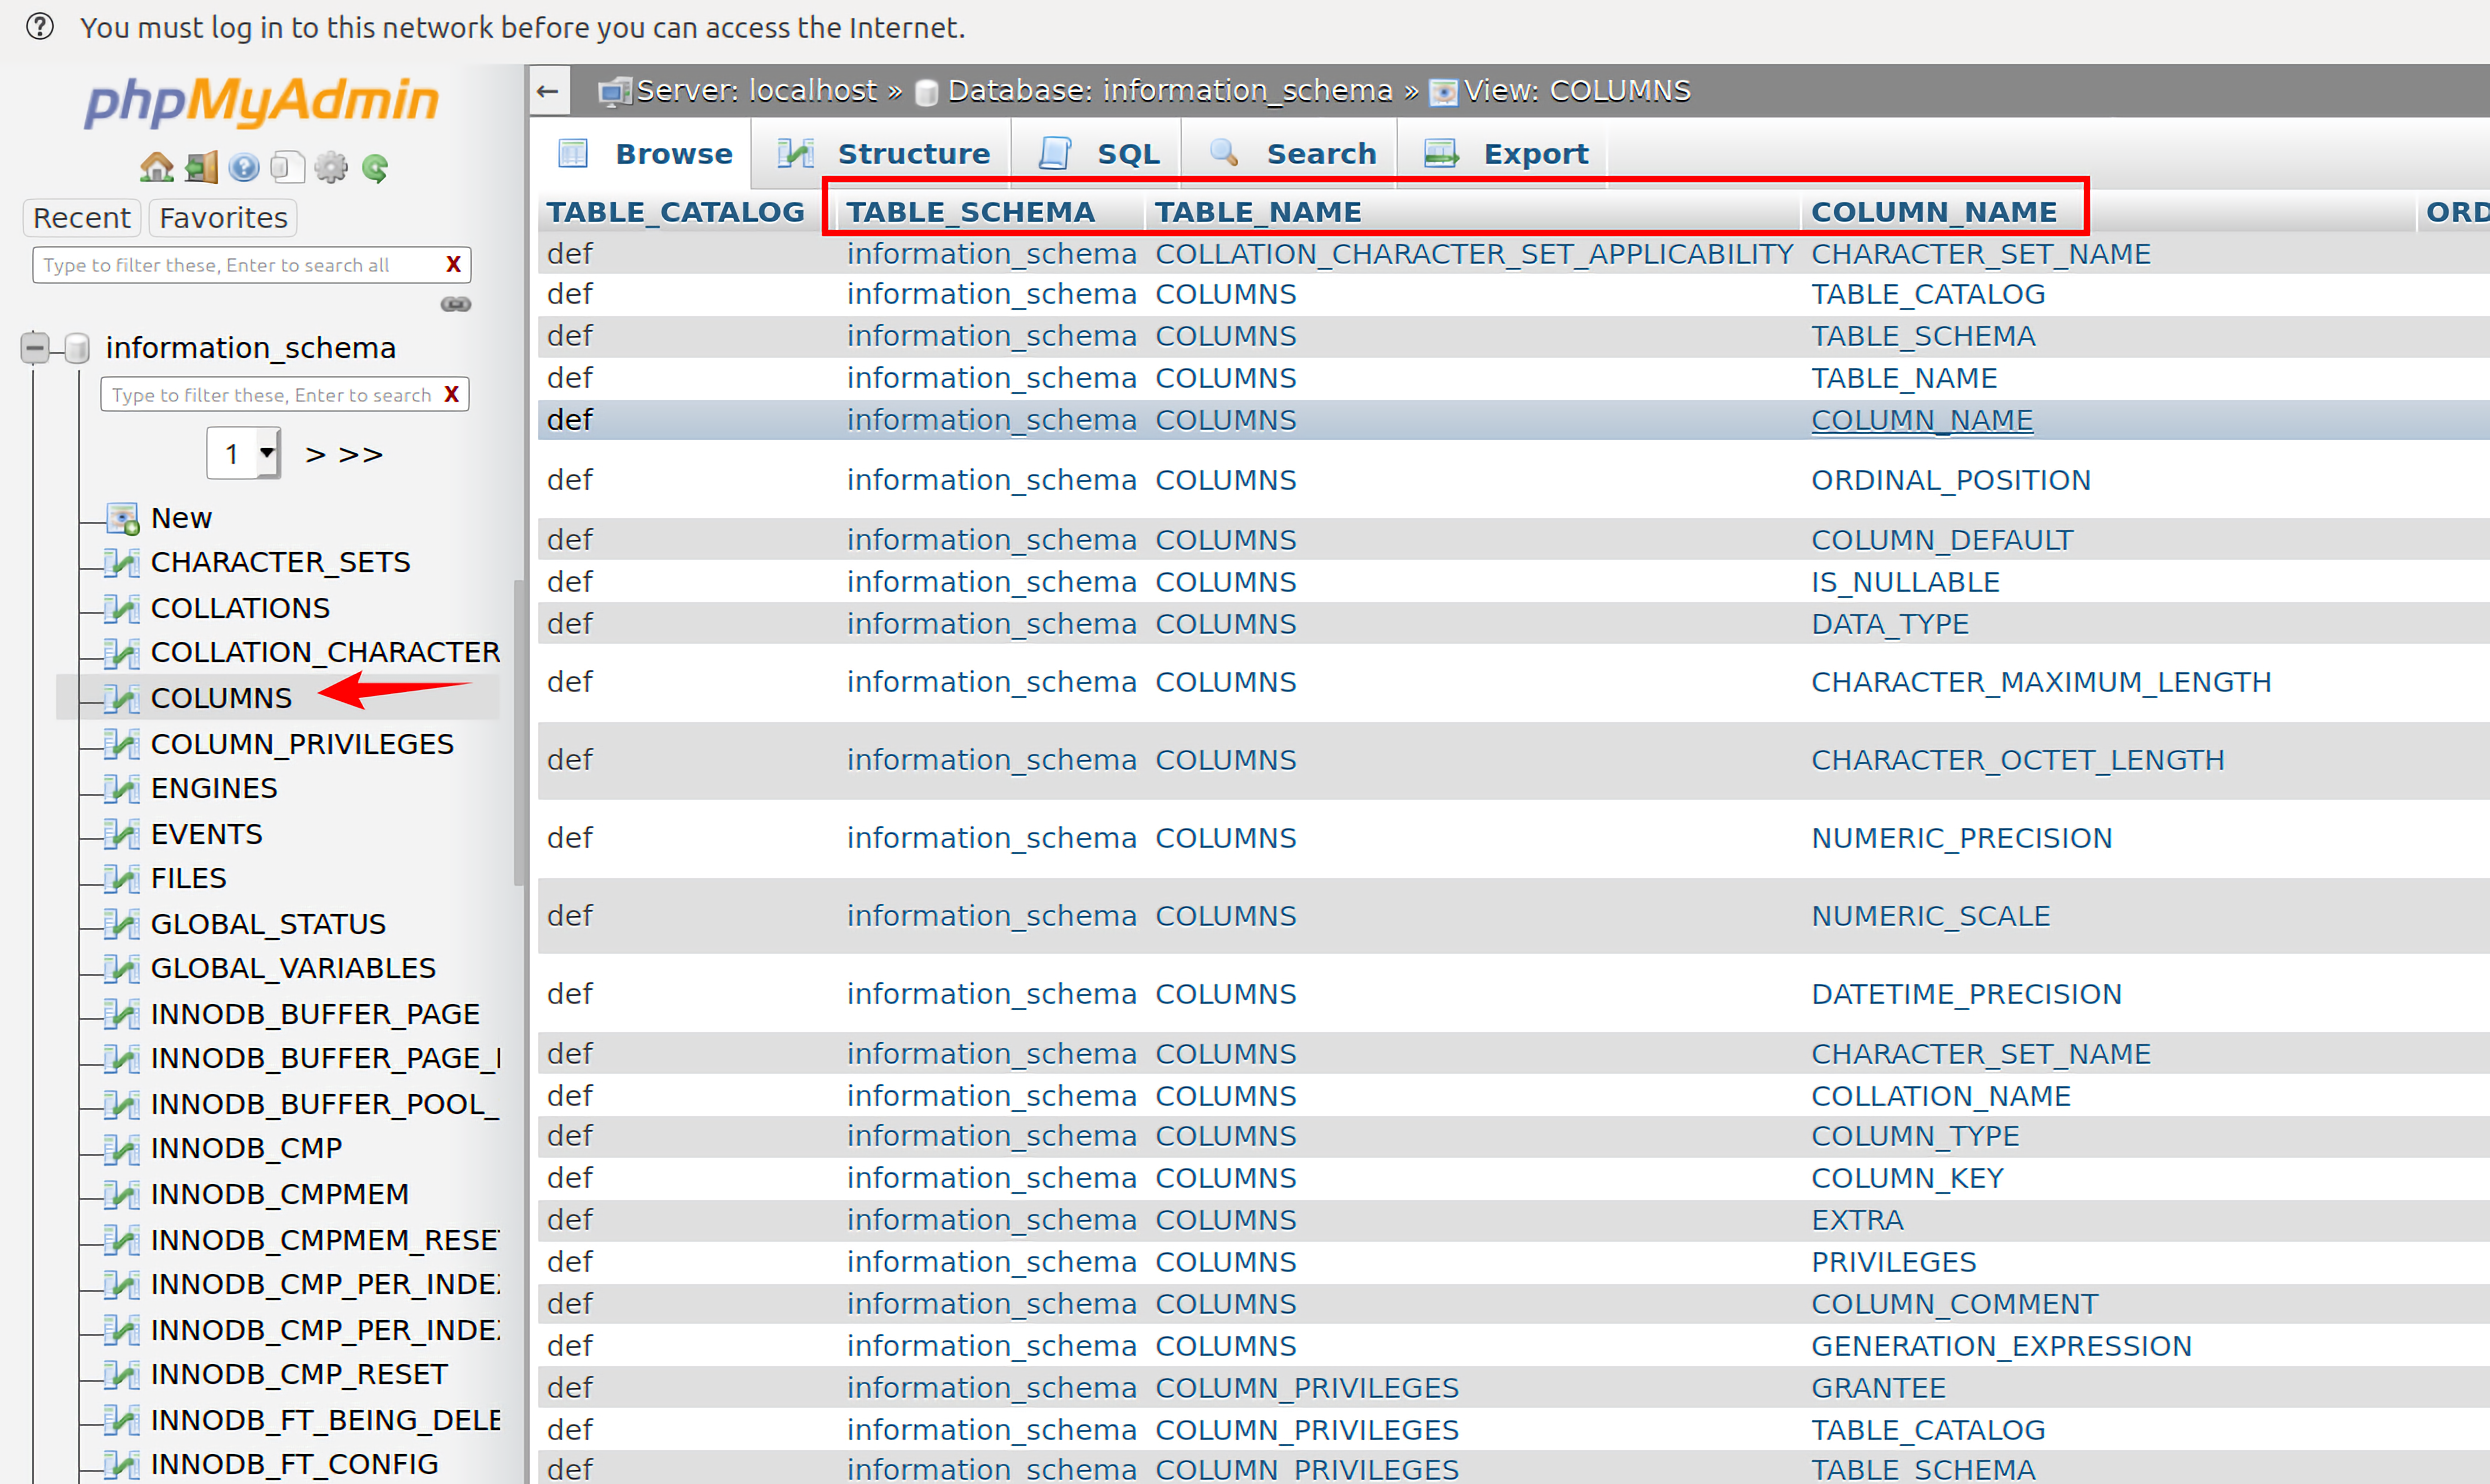 You must log in to this network before you can access the Internet.
phpMyAdmin
Recent Favorites
Type to filter these, Enter to search all X
information_schema
Type to filter these, Enter to search X
1 > >>
New
CHARACTER_SETS
COLLATIONS
COLLATION_CHARACTER
COLUMNS
COLUMN_PRIVILEGES
ENGINES
EVENTS
FILES
GLOBAL_STATUS
GLOBAL_VARIABLES
INNODB_BUFFER_PAGE
INNODB_BUFFER_PAGE_
INNODB_BUFFER_POOL_
INNODB_CMP
INNODB_CMPMEM
INNODB_CMPMEM_RESE
INNODB_CMP_PER_INDE
INNODB_CMP_PER_INDE
INNODB_CMP_RESET
INNODB_FT_BEING_DELE
INNODB_FT_CONFIG
← Server: localhost » Database: information_schema » View: COLUMNS
Browse Structure SQL Search Export
TABLE_CATALOG TABLE_SCHEMA TABLE_NAME COLUMN_NAME ORD
def information_schema COLLATION_CHARACTER_SET_APPLICABILITY CHARACTER_SET_NAME
def information_schema COLUMNS TABLE_CATALOG
def information_schema COLUMNS TABLE_SCHEMA
def information_schema COLUMNS TABLE_NAME
def information_schema COLUMNS COLUMN_NAME
def information_schema COLUMNS ORDINAL_POSITION
def information_schema COLUMNS COLUMN_DEFAULT
def information_schema COLUMNS IS_NULLABLE
def information_schema COLUMNS DATA_TYPE
def information_schema COLUMNS CHARACTER_MAXIMUM_LENGTH
def information_schema COLUMNS CHARACTER_OCTET_LENGTH
def information_schema COLUMNS NUMERIC_PRECISION
def information_schema COLUMNS NUMERIC_SCALE
def information_schema COLUMNS DATETIME_PRECISION
def information_schema COLUMNS CHARACTER_SET_NAME
def information_schema COLUMNS COLLATION_NAME
def information_schema COLUMNS COLUMN_TYPE
def information_schema COLUMNS COLUMN_KEY
def information_schema COLUMNS EXTRA
def information_schema COLUMNS PRIVILEGES
def information_schema COLUMNS COLUMN_COMMENT
def information_schema COLUMNS GENERATION_EXPRESSION
def information_schema COLUMN_PRIVILEGES GRANTEE
def information_schema COLUMN_PRIVILEGES TABLE_CATALOG
def information_schema COLUMN_PRIVILEGES TABLE_SCHEMA